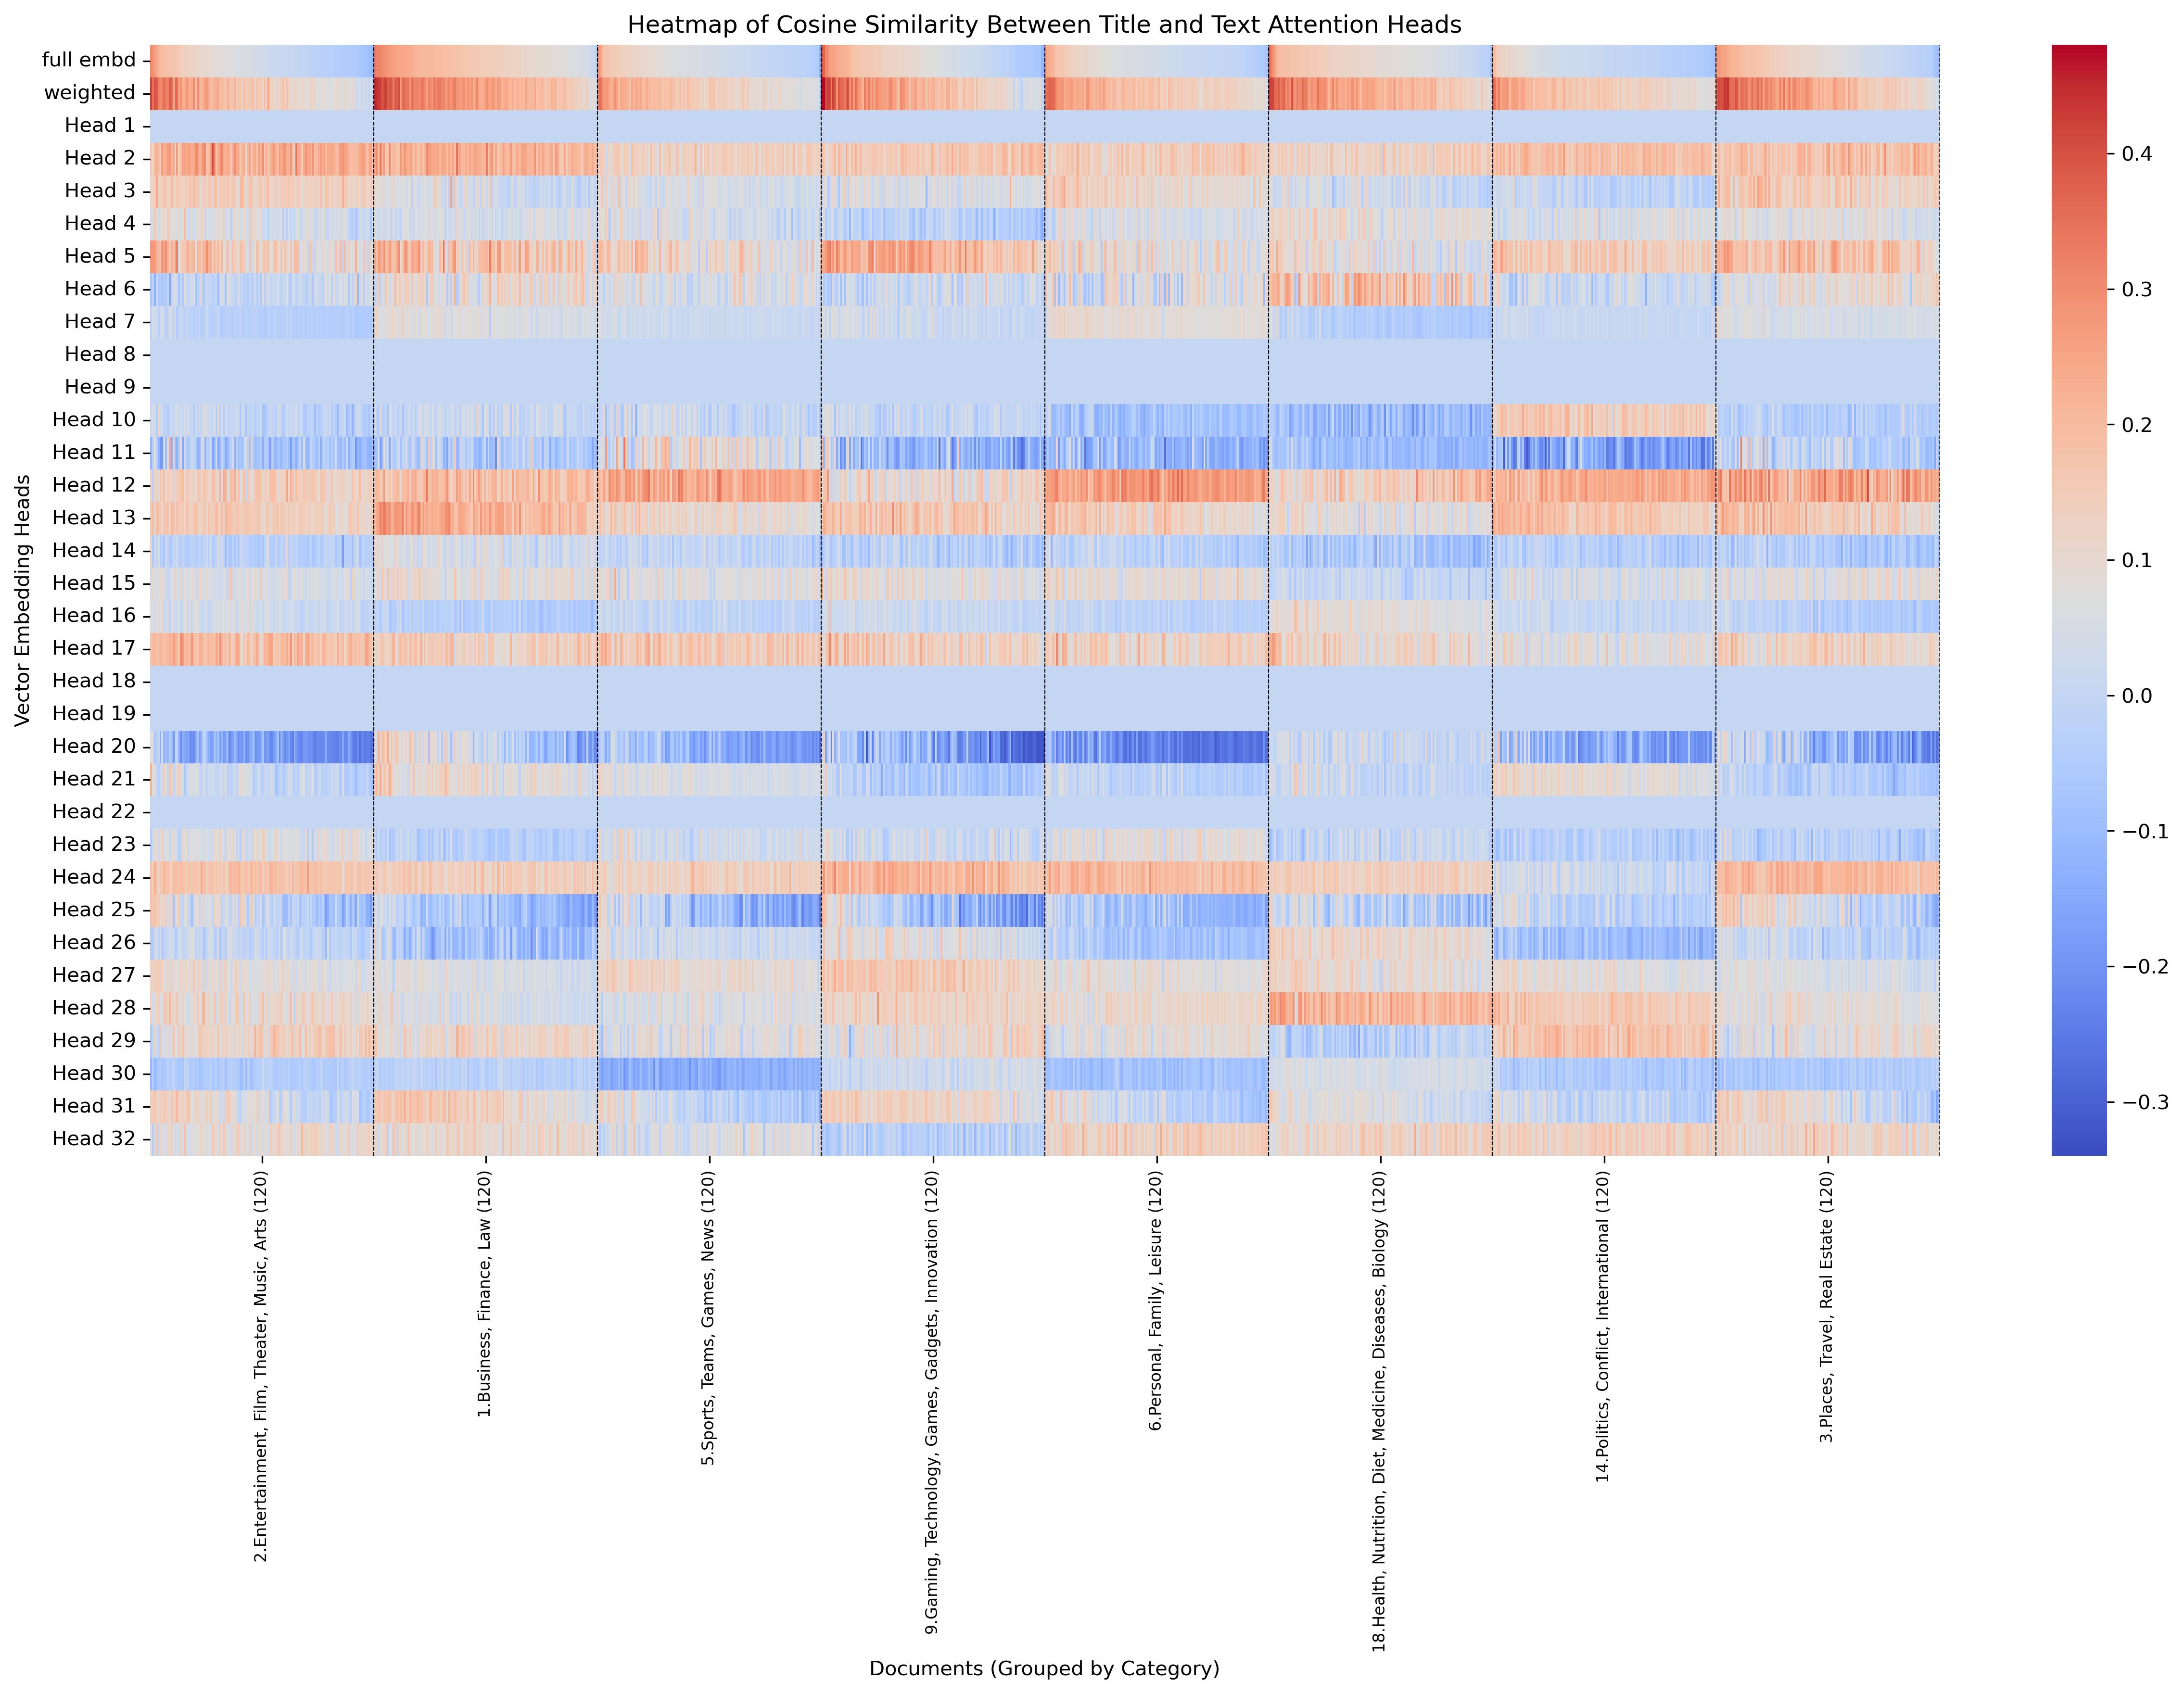 Heatmap of Cosine Similarity Between Title and Text Attention Heads
Vector Embedding Heads
full embd
weighted
Head 1
Head 2
Head 3
Head 4
Head 5
Head 6
Head 7
Head 8
Head 9
Head 10
Head 11
Head 12
Head 13
Head 14
Head 15
Head 16
Head 17
Head 18
Head 19
Head 20
Head 21
Head 22
Head 23
Head 24
Head 25
Head 26
Head 27
Head 28
Head 29
Head 30
Head 31
Head 32
0.4
0.3
0.2
0.1
0.0
−0.1
−0.2
−0.3
2.Entertainment, Film, Theater, Music, Arts (120)
1.Business, Finance, Law (120)
5.Sports, Teams, Games, News (120)
9.Gaming, Technology, Games, Gadgets, Innovation (120)
6.Personal, Family, Leisure (120)
18.Health, Nutrition, Diet, Medicine, Diseases, Biology (120)
14.Politics, Conflict, International (120)
3.Places, Travel, Real Estate (120)
Documents (Grouped by Category)